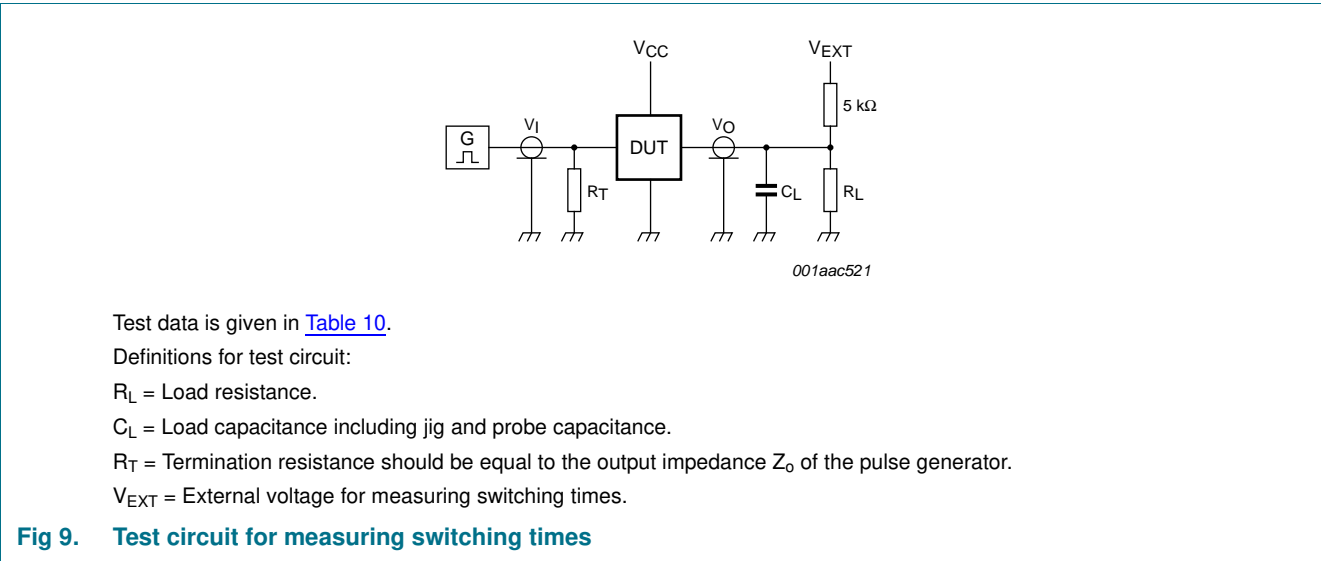 VCC VEXT
5 kΩ
G VI DUT VO
RT CL RL
001aac521
Test data is given in Table 10.
Definitions for test circuit:
RL = Load resistance.
CL = Load capacitance including jig and probe capacitance.
RT = Termination resistance should be equal to the output impedance Zo of the pulse generator.
VEXT = External voltage for measuring switching times.
Fig 9. Test circuit for measuring switching times